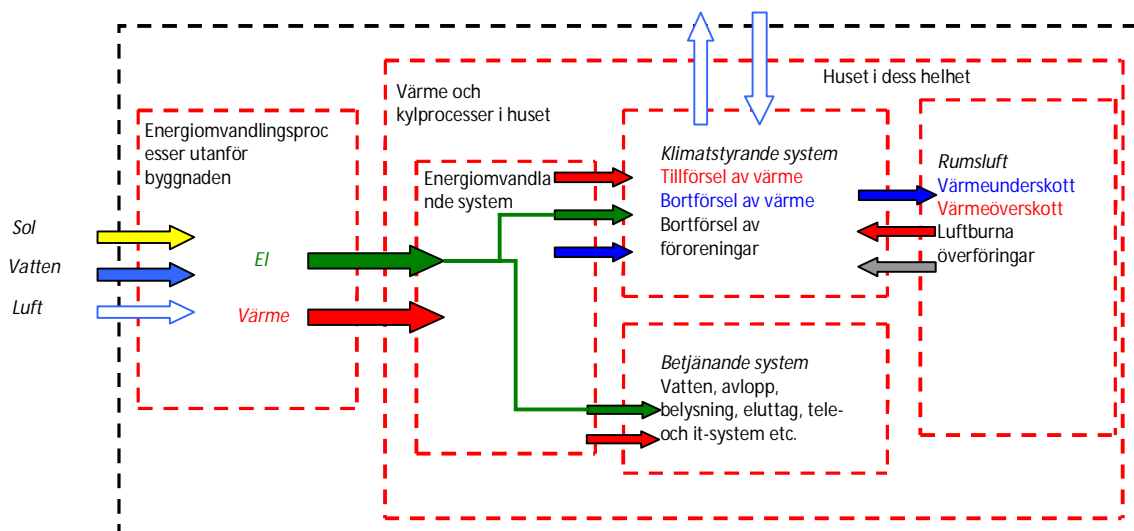 Huset i dess helhet
Värme och
kylprocesser i huset
Energiomvandlingsproc
esser utanför
byggnaden
Sol
Vatten
Luft
El
Värme
Energiomvandla
nde system
Klimatstyrande system
Tillförsel av värme
Bortförsel av värme
Bortförsel av
föroreningar
Rumsluft
Värmeunderskott
Värmeöverskott
Luftburna
överföringar
Betjänande system
Vatten, avlopp,
belysning, eluttag, tele-
och it-system etc.